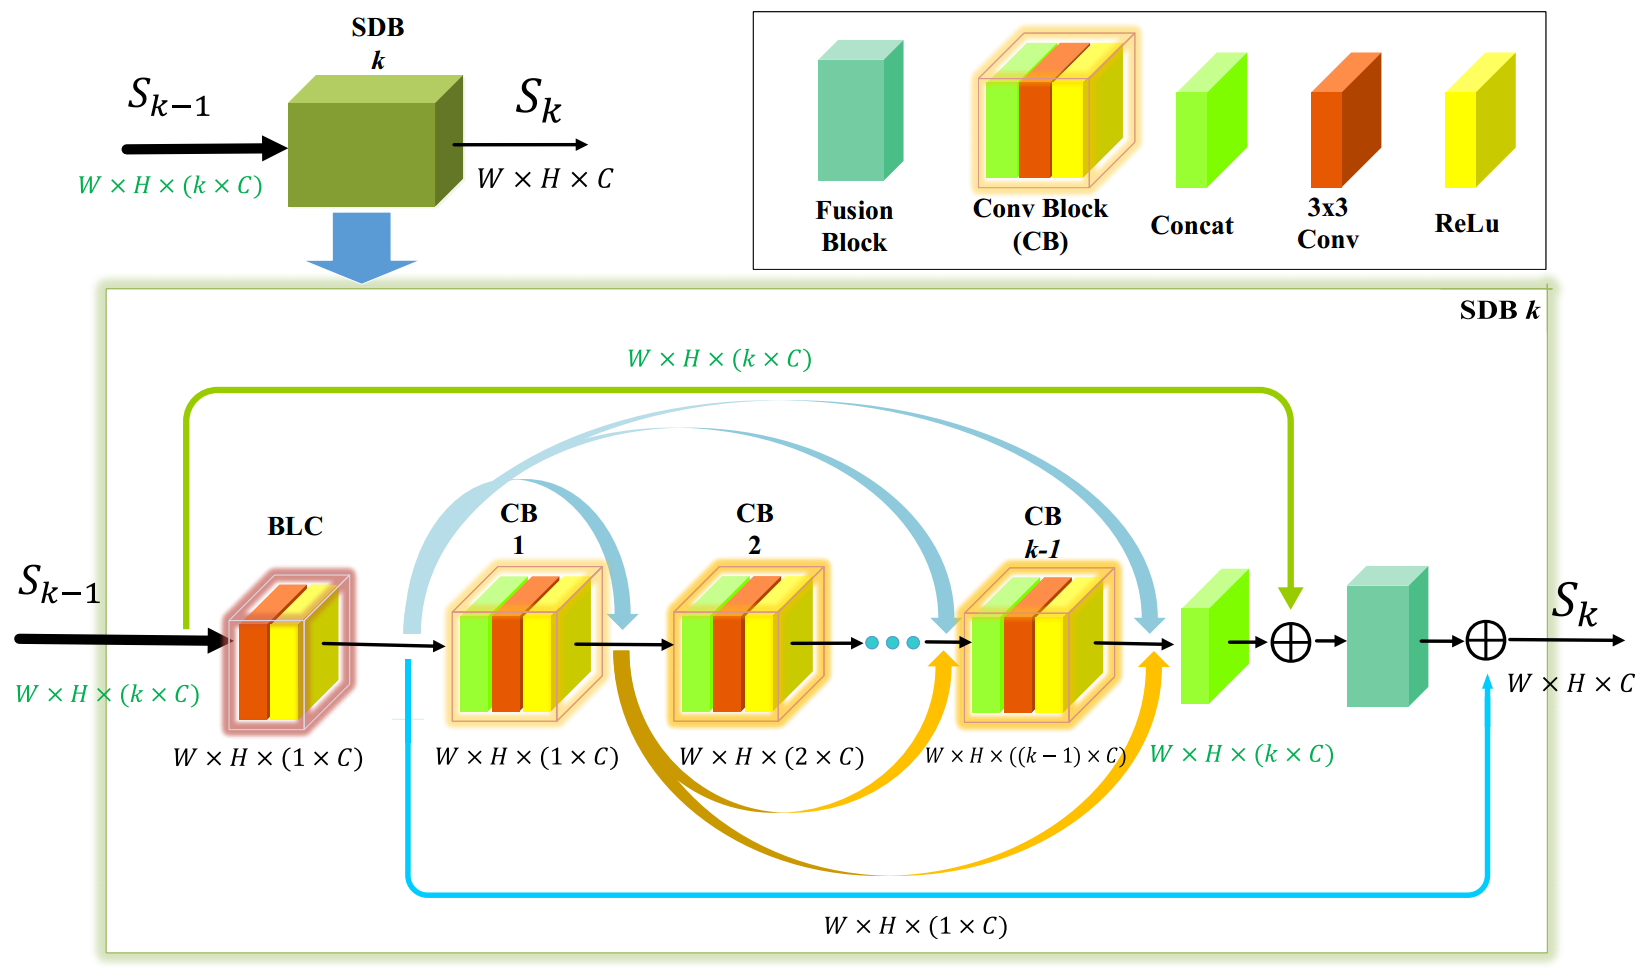 SDB
k
S_{k−1}
W × H × (k × C)
S_k
W × H × C
Fusion
Block
Conv Block
(CB)
Concat
3x3
Conv
ReLu
SDB k
W × H × (k × C)
BLC
CB
1
CB
2
CB
k-1
S_{k−1}
W × H × (k × C)
S_k
W × H × C
W × H × (1 × C)
W × H × (1 × C)
W × H × (2 × C)
W × H × ((k − 1) × C)
W × H × (k × C)
W × H × (1 × C)